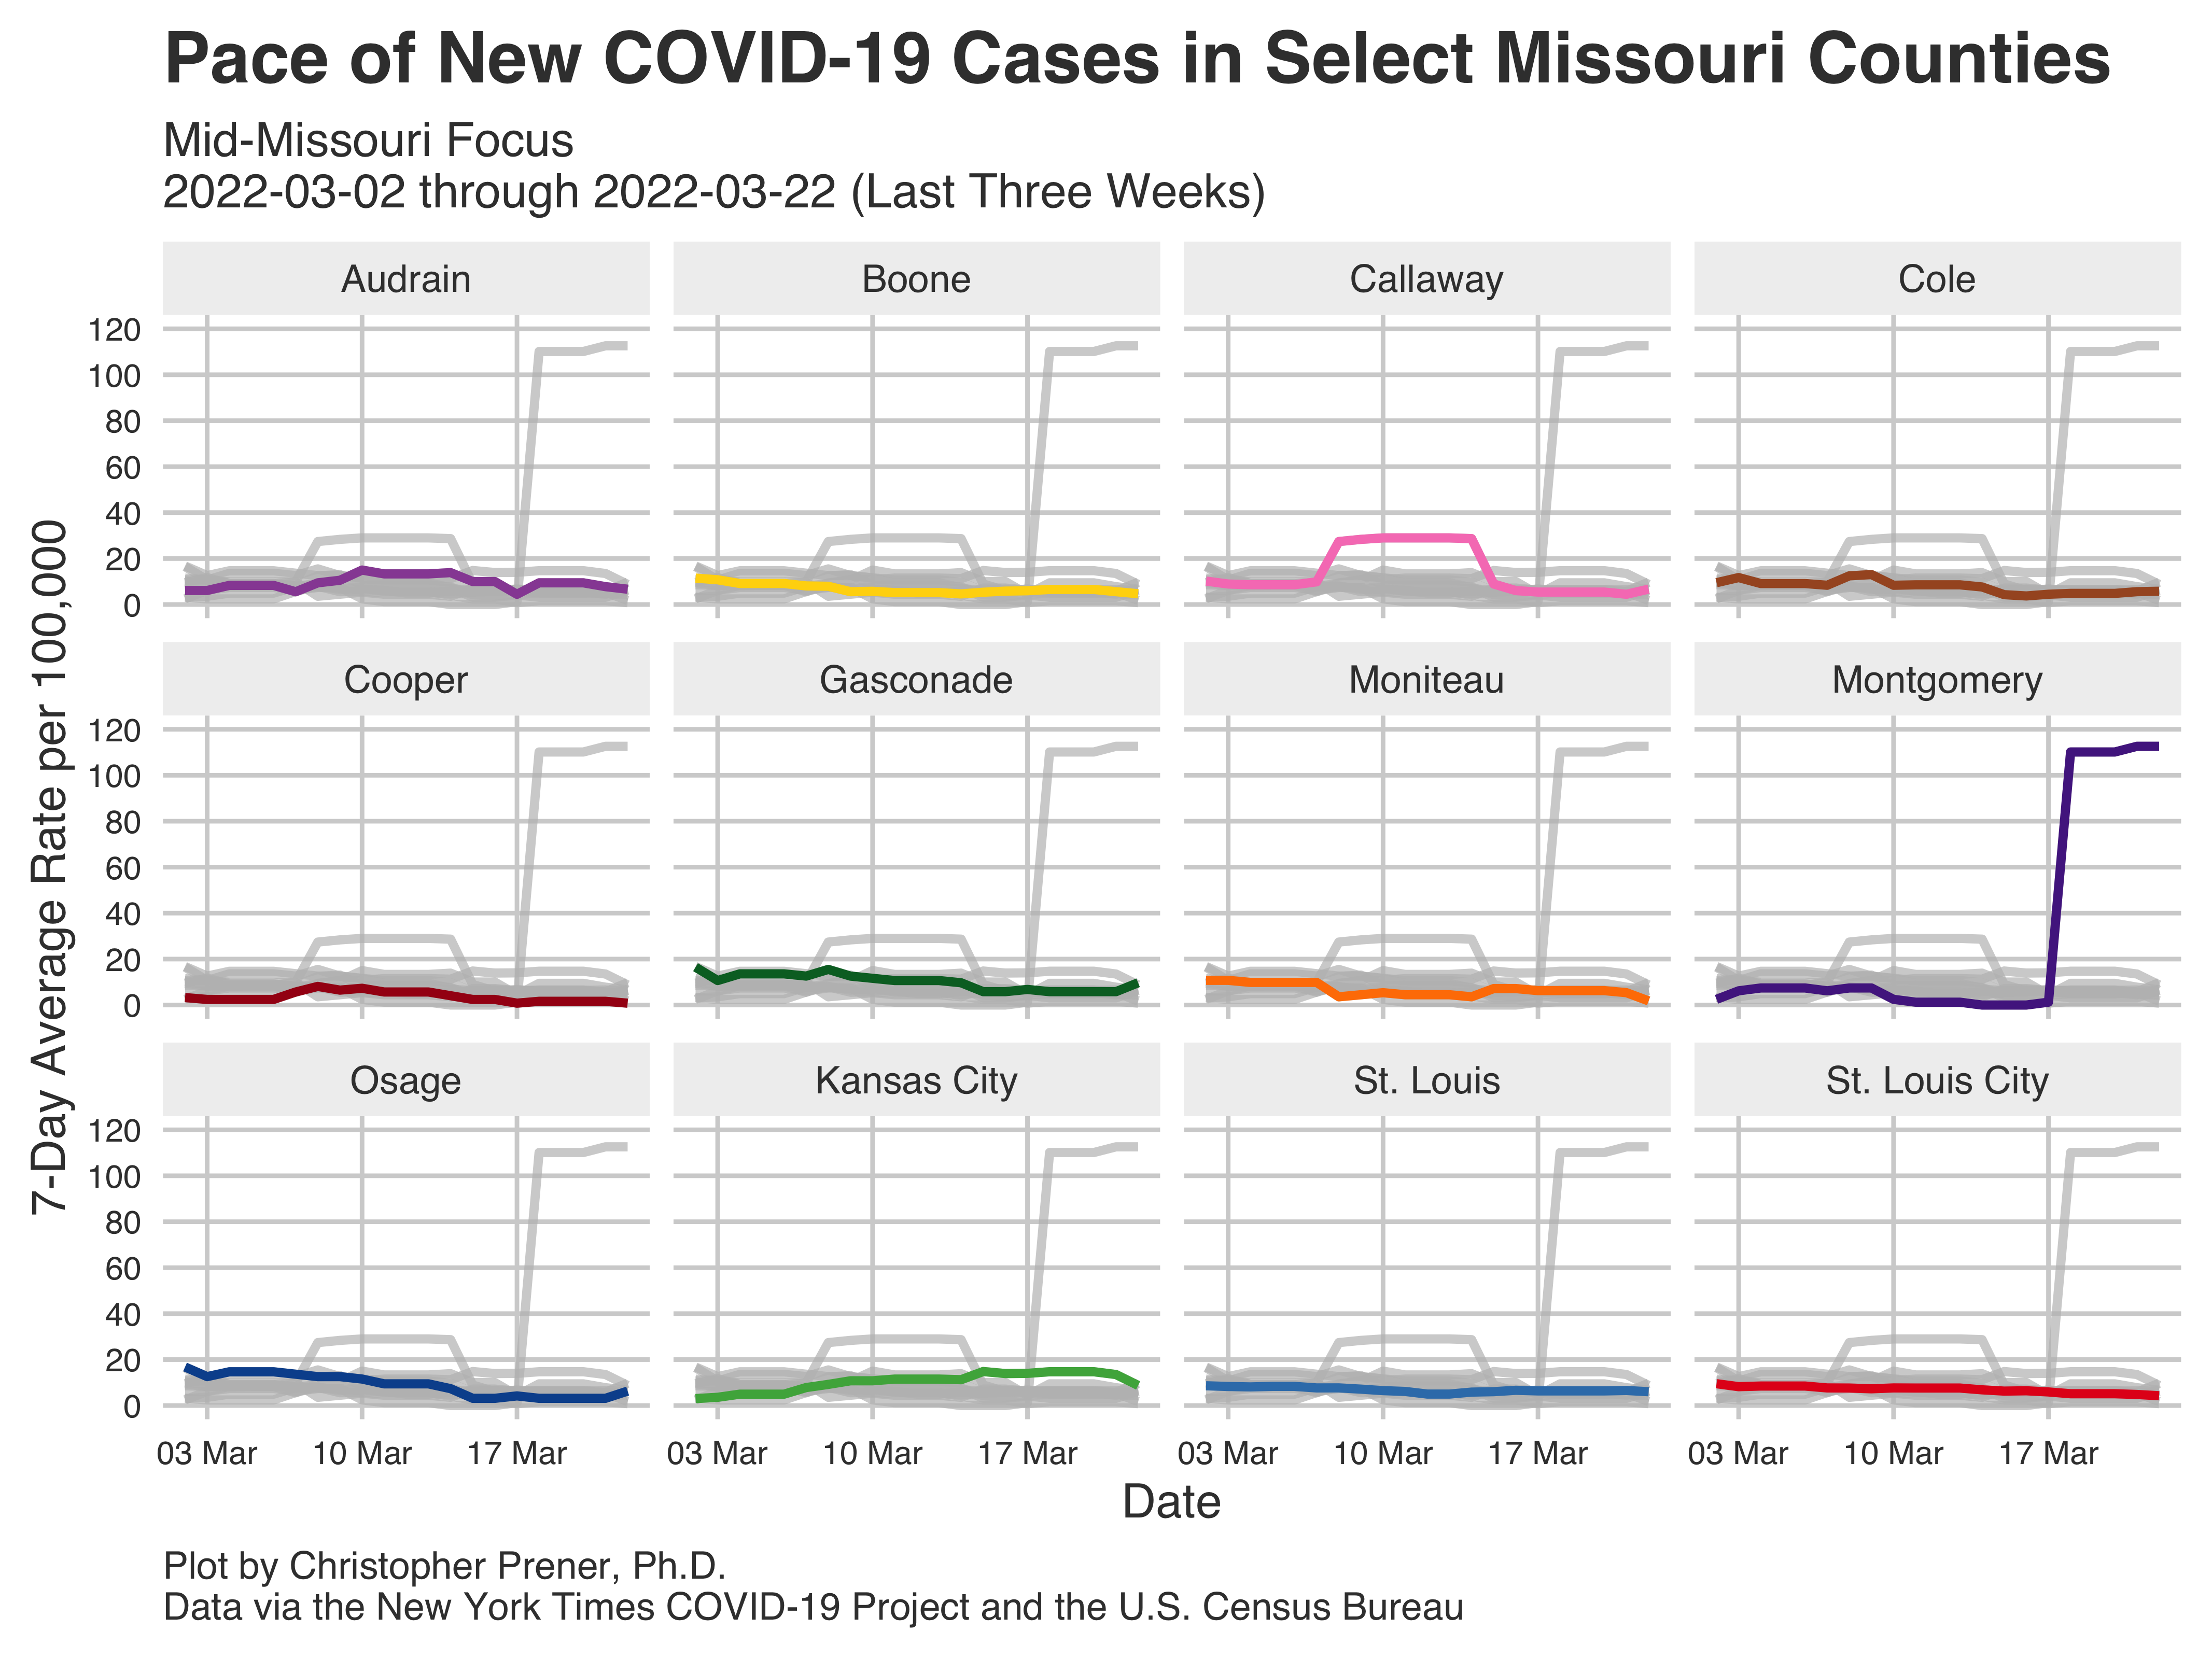 Pace of New COVID-19 Cases in Select Missouri Counties
Mid-Missouri Focus
2022-03-02 through 2022-03-22 (Last Three Weeks)
7-Day Average Rate per 100,000
Audrain
Boone
Callaway
Cole
120
100
80
60
40
20
0
Cooper
Gasconade
Moniteau
Montgomery
120
100
80
60
40
20
0
Osage
Kansas City
St. Louis
St. Louis City
120
100
80
60
40
20
0
03 Mar 10 Mar 17 Mar
03 Mar 10 Mar 17 Mar
03 Mar 10 Mar 17 Mar
03 Mar 10 Mar 17 Mar
Date
Plot by Christopher Prener, Ph.D.
Data via the New York Times COVID-19 Project and the U.S. Census Bureau